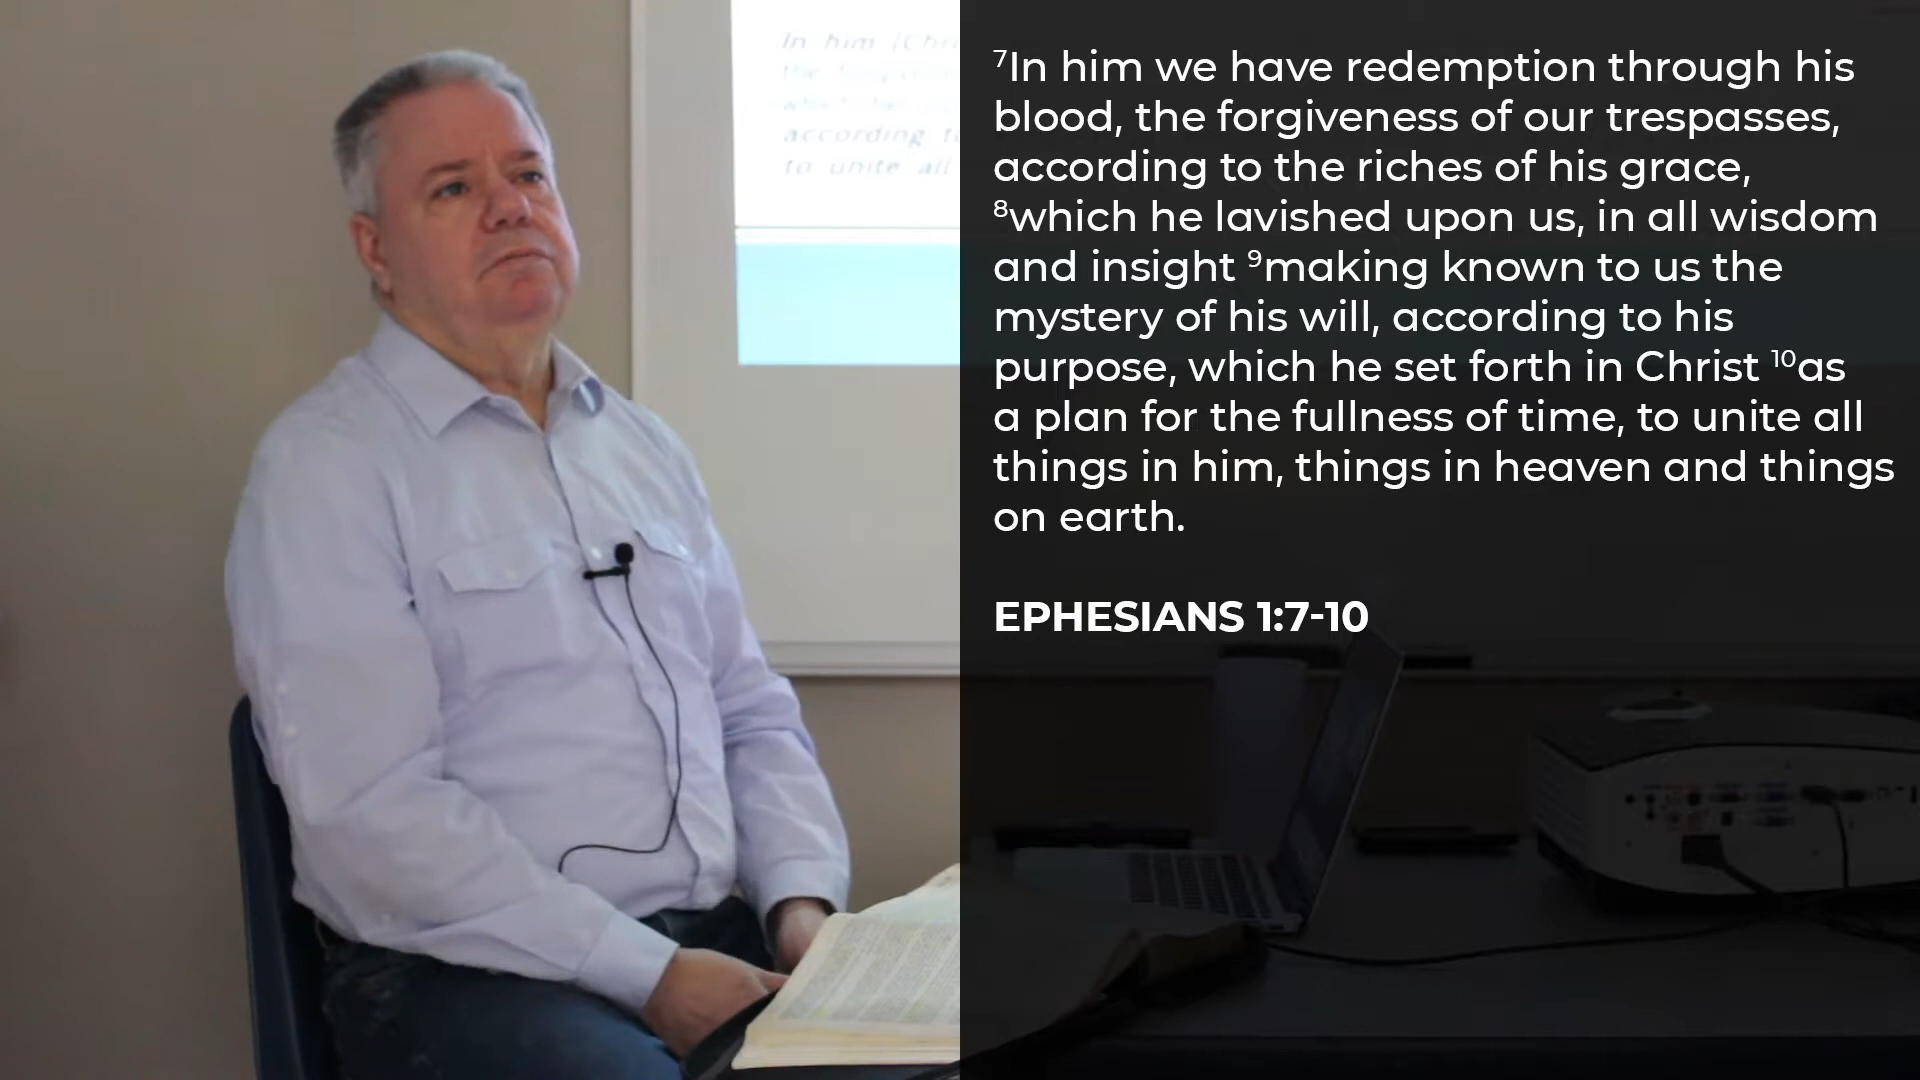 In him
according
to unite all
⁷In him we have redemption through his
blood, the forgiveness of our trespasses,
according to the riches of his grace,
⁸which he lavished upon us, in all wisdom
and insight ⁹making known to us the
mystery of his will, according to his
purpose, which he set forth in Christ ¹⁰as
a plan for the fullness of time, to unite all
things in him, things in heaven and things
on earth.
EPHESIANS 1:7-10